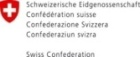 Schweizerische Eidgenossenschaft
Confédération suisse
Confederazione Svizzera
Confederaziun svizra
Swiss Confederation